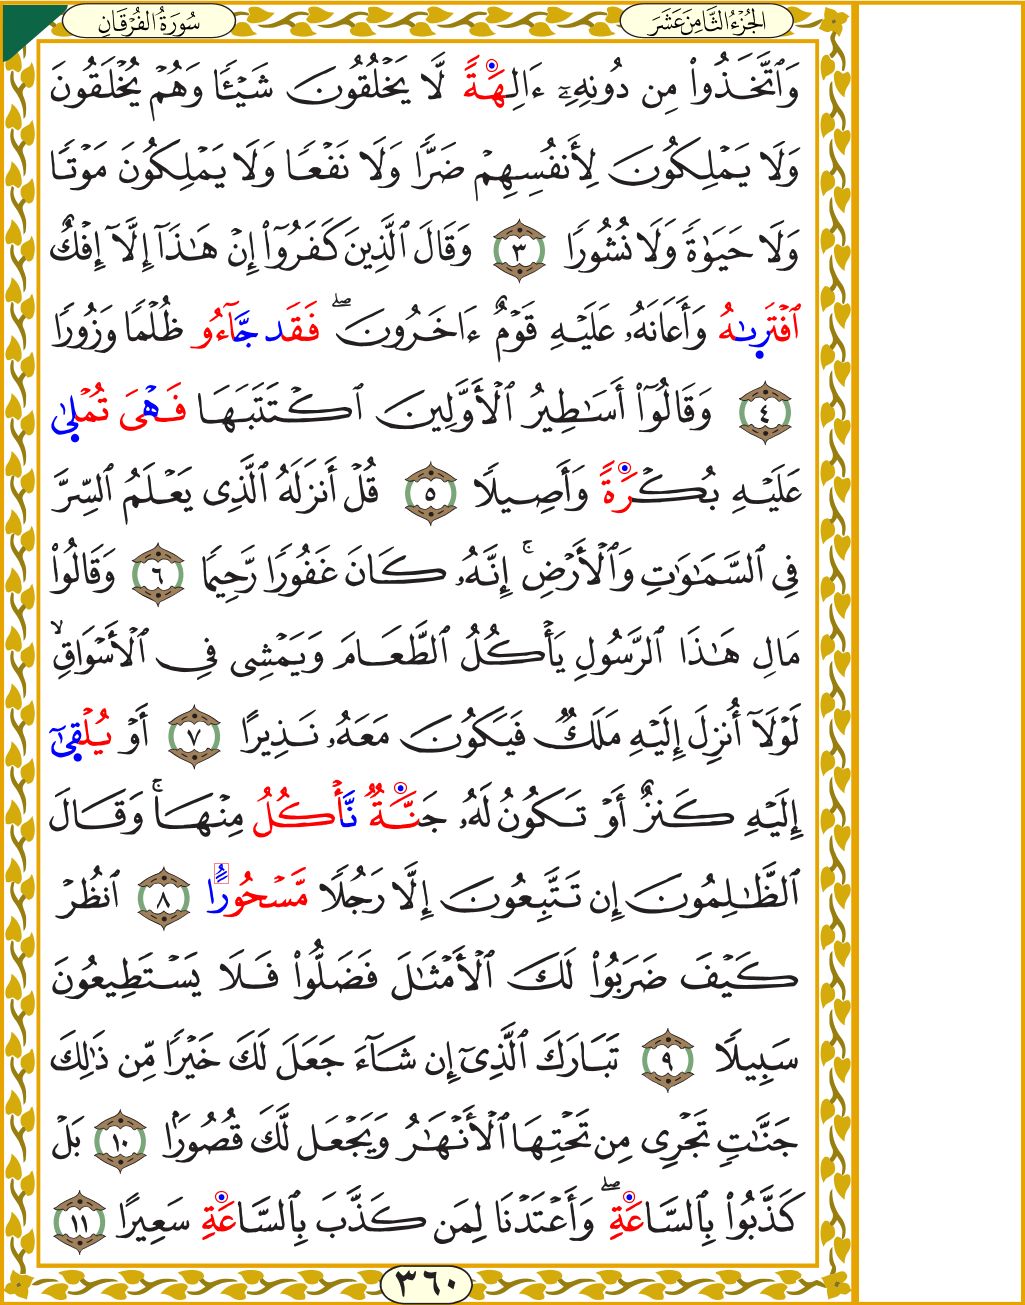 الجُزْءُ الثَّامِنَ عَشَرَ
سُورَةُ الفُرْقَانِ
وَٱتَّخَذُواْ مِن دُونِهِۦٓ ءَالِهَةً لَّا يَخْلُقُونَ شَيْـًٔا وَهُمْ يُخْلَقُونَ
وَلَا يَمْلِكُونَ لِأَنفُسِهِمْ ضَرًّا وَلَا نَفْعًا وَلَا يَمْلِكُونَ مَوْتًا
وَلَا حَيَوٰةً وَلَا نُشُورًا ٣ وَقَالَ ٱلَّذِينَ كَفَرُوٓاْ إِنْ هَٰذَآ إِلَّآ إِفْكٌ
ٱفْتَرِىٰهُ وَأَعَانَهُۥ عَلَيْهِ قَوْمٌ ءَاخَرُونَۖ فَقَد جَّآءُو ظُلْمًا وَزُورًا
٤ وَقَالُوٓاْ أَسَٰطِيرُ ٱلْأَوَّلِينَ ٱكْتَتَبَهَا فَهْىَ تُمْلِىٰ
عَلَيْهِ بُكْرَةً وَأَصِيلًا ٥ قُلْ أَنزَلَهُ ٱلَّذِى يَعْلَمُ ٱلسِّرَّ
فِى ٱلسَّمَٰوَٰتِ وَٱلْأَرْضِۚ إِنَّهُۥ كَانَ غَفُورًا رَّحِيمًا ٦ وَقَالُواْ
مَالِ هَٰذَا ٱلرَّسُولِ يَأْكُلُ ٱلطَّعَامَ وَيَمْشِى فِى ٱلْأَسْوَاقِۙ
لَوْلَآ أُنزِلَ إِلَيْهِ مَلَكٌ فَيَكُونَ مَعَهُۥ نَذِيرًا ٧ أَوْ يُلْقِىٰٓ
إِلَيْهِ كَنزٌ أَوْ تَكُونُ لَهُۥ جَنَّةٌ نَّأْكُلُ مِنْهَاۚ وَقَالَ
ٱلظَّٰلِمُونَ إِن تَتَّبِعُونَ إِلَّا رَجُلًا مَّسْحُورًا ٨ ٱنظُرْ
كَيْفَ ضَرَبُواْ لَكَ ٱلْأَمْثَٰلَ فَضَلُّواْ فَلَا يَسْتَطِيعُونَ
سَبِيلًا ٩ تَبَارَكَ ٱلَّذِىٓ إِن شَآءَ جَعَلَ لَكَ خَيْرًا مِّن ذَٰلِكَ
جَنَّٰتٍ تَجْرِى مِن تَحْتِهَا ٱلْأَنْهَٰرُ وَيَجْعَل لَّكَ قُصُورًۢا ١٠ بَلْ
كَذَّبُواْ بِٱلسَّاعَةِۖ وَأَعْتَدْنَا لِمَن كَذَّبَ بِٱلسَّاعَةِ سَعِيرًا ١١
٣٦٠